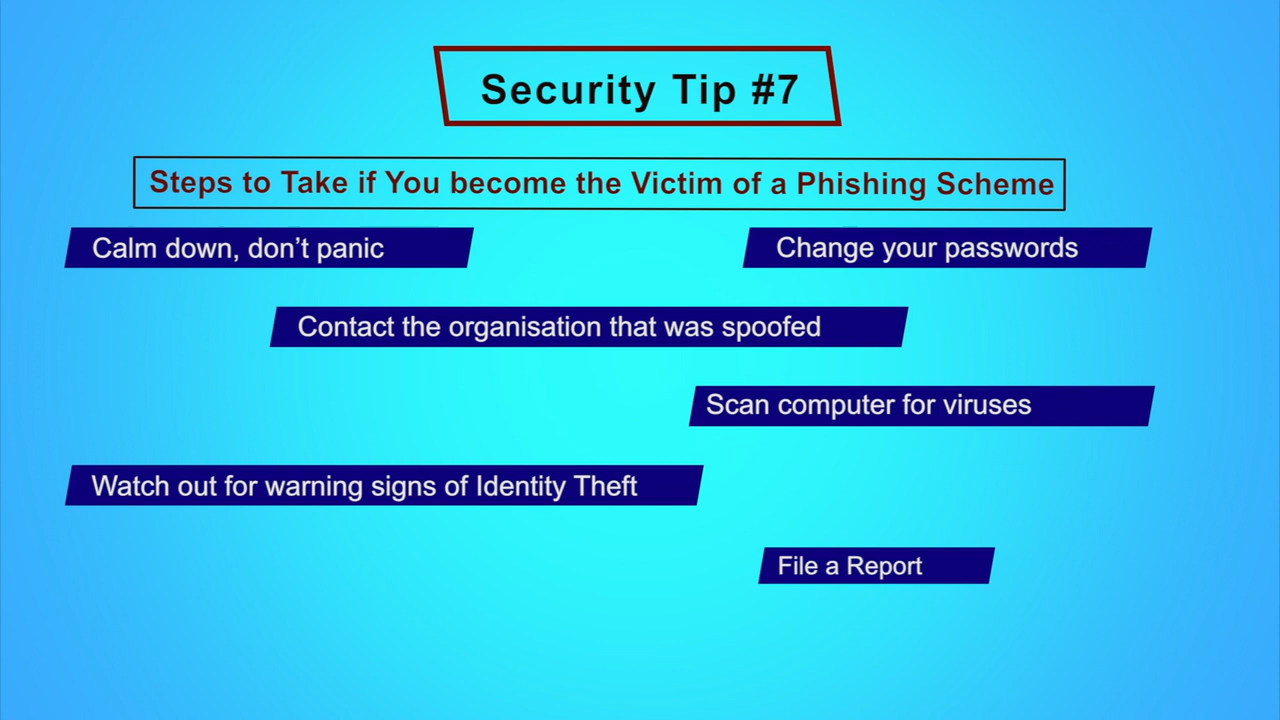 Security Tip #7
Steps to Take if You become the Victim of a Phishing Scheme
Calm down, don’t panic
Change your passwords
Contact the organisation that was spoofed
Scan computer for viruses
Watch out for warning signs of Identity Theft
File a Report